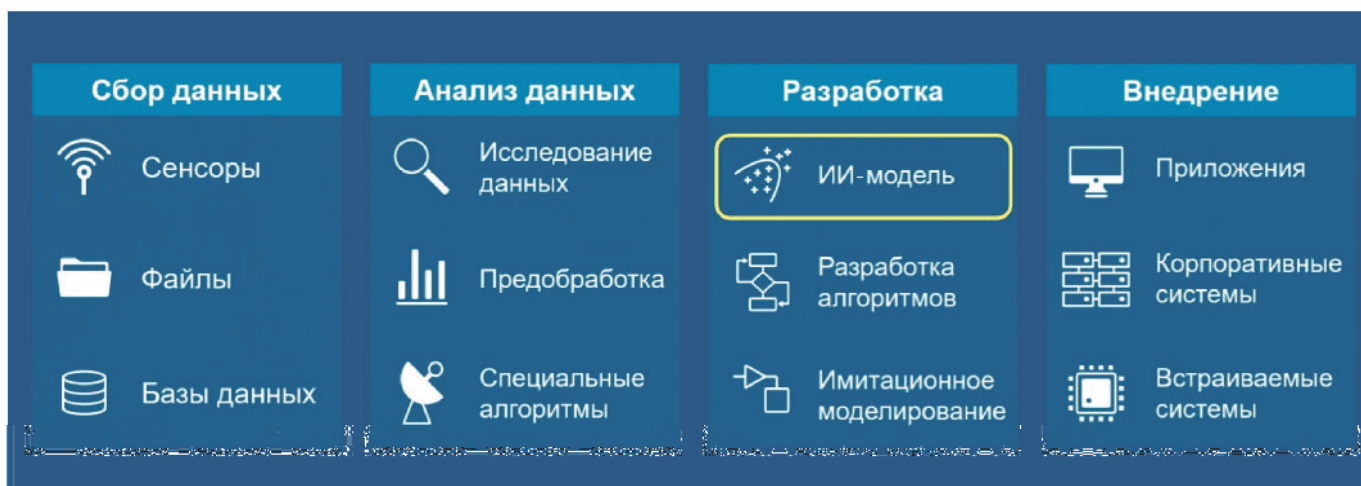 Сбор данных
Сенсоры
Файлы
Базы данных
Анализ данных
Исследование
данных
Предобработка
Специальные
алгоритмы
Разработка
ИИ-модель
Разработка
алгоритмов
Имитационное
моделирование
Внедрение
Приложения
Корпоративные
системы
Встраиваемые
системы